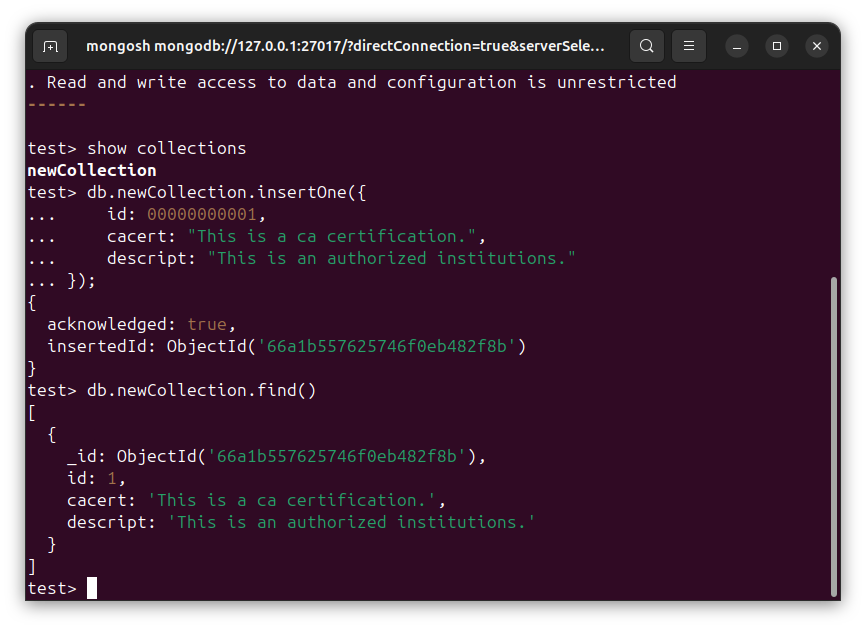 mongosh mongodb://127.0.0.1:27017/?directConnection=true&serverSele...
. Read and write access to data and configuration is unrestricted
------
test> show collections
newCollection
test> db.newCollection.insertOne({
...     id: 00000000001,
...     cacert: "This is a ca certification.",
...     descript: "This is an authorized institutions."
... });
{
  acknowledged: true,
  insertedId: ObjectId('66a1b557625746f0eb482f8b')
}
test> db.newCollection.find()
[
  {
    _id: ObjectId('66a1b557625746f0eb482f8b'),
    id: 1,
    cacert: 'This is a ca certification.',
    descript: 'This is an authorized institutions.'
  }
]
test>